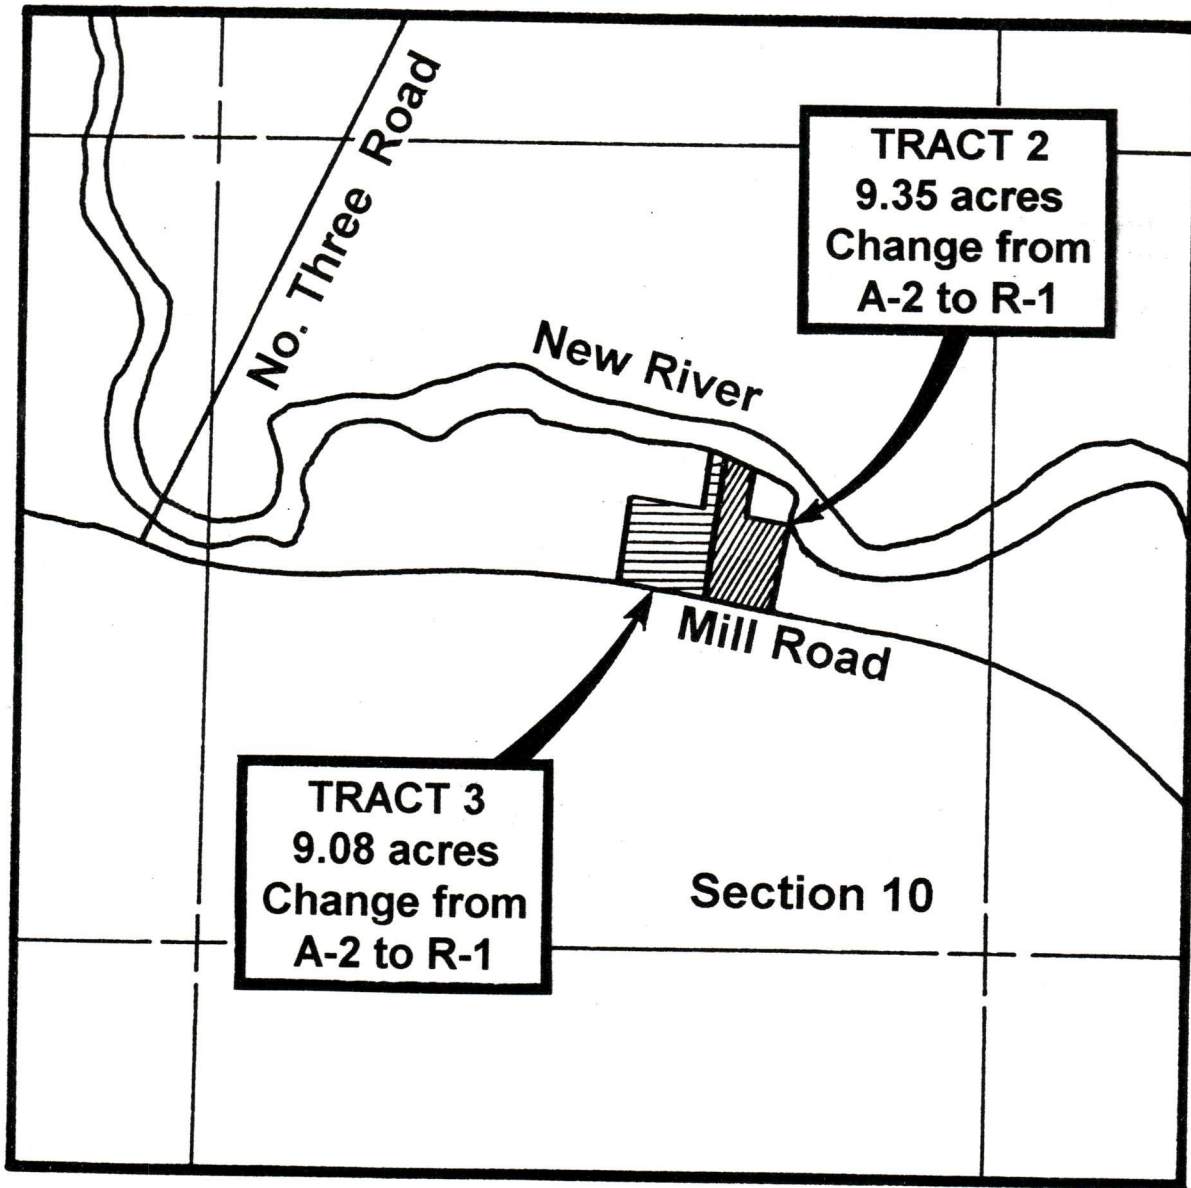 No. Three Road
TRACT 2
9.35 acres
Change from
A-2 to R-1
New River
Mill Road
TRACT 3
9.08 acres
Change from
A-2 to R-1
Section 10